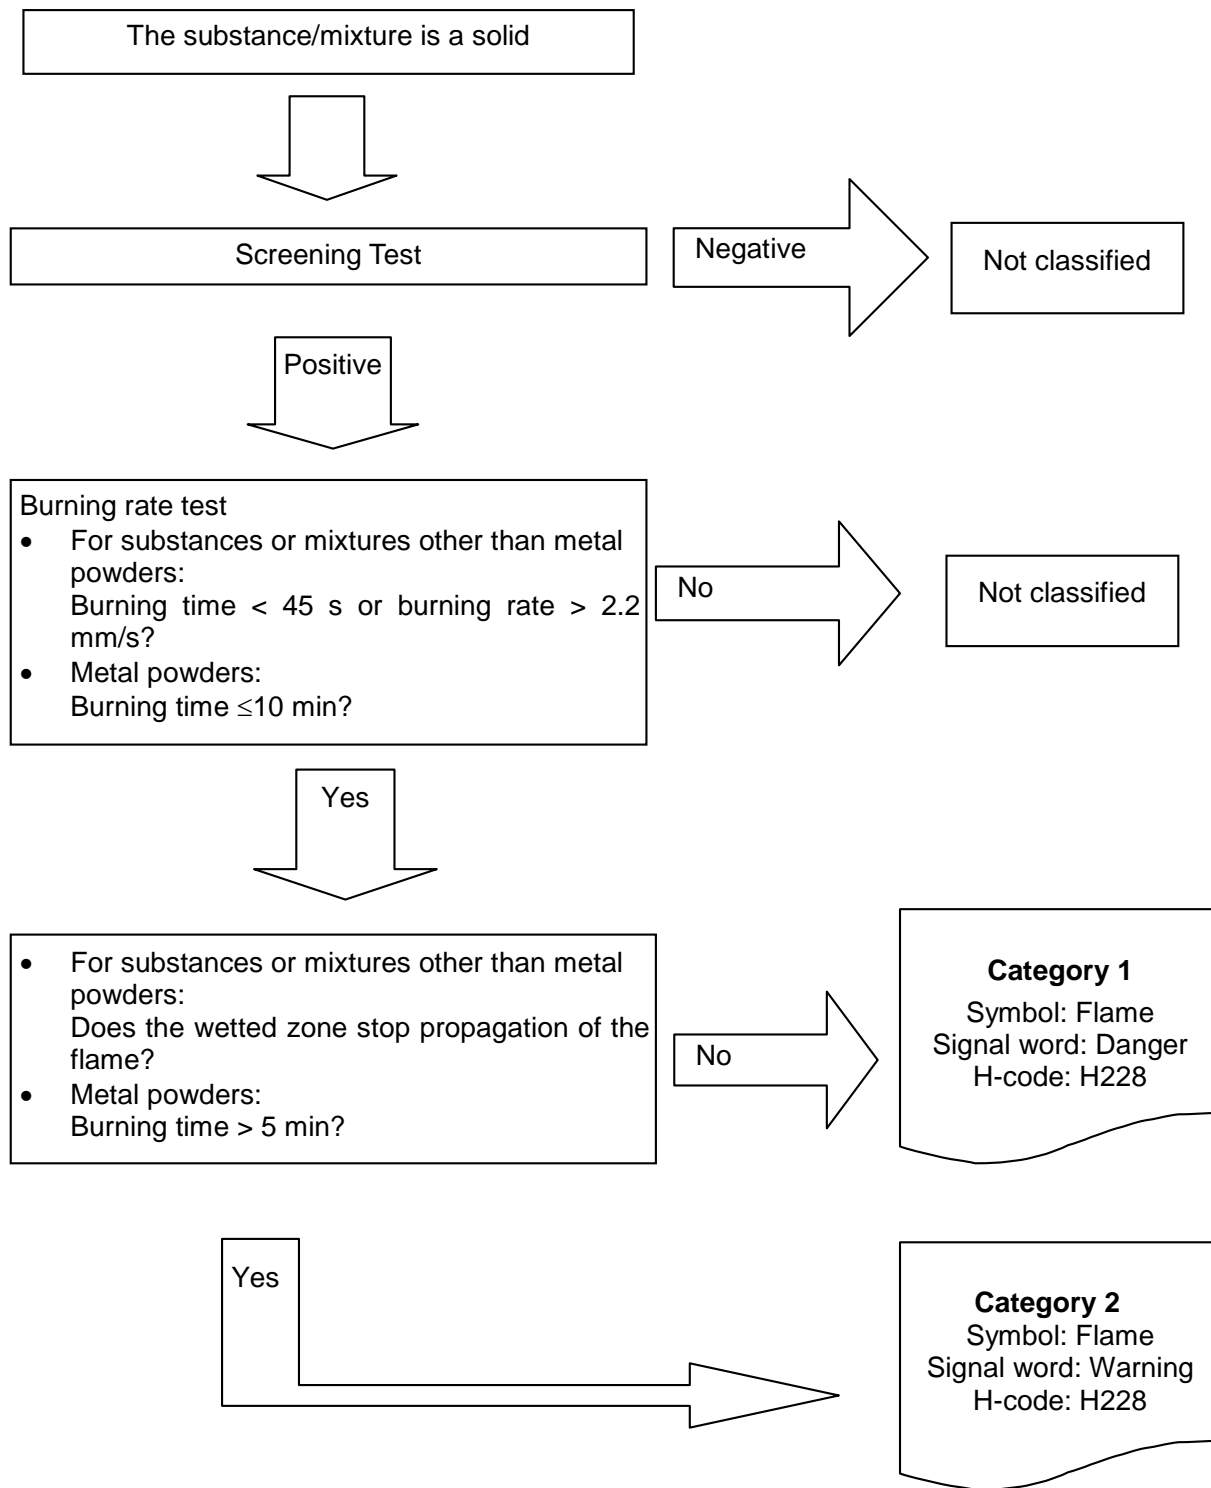 The substance/mixture is a solid
Screening Test
Negative
Not classified
Positive
Burning rate test
• For substances or mixtures other than metal
powders:
Burning time < 45 s or burning rate > 2.2
mm/s?
• Metal powders:
Burning time ≤10 min?
No
Not classified
Yes
• For substances or mixtures other than metal
powders:
Does the wetted zone stop propagation of the
flame?
• Metal powders:
Burning time > 5 min?
No
Category 1
Symbol: Flame
Signal word: Danger
H-code: H228
Yes
Category 2
Symbol: Flame
Signal word: Warning
H-code: H228